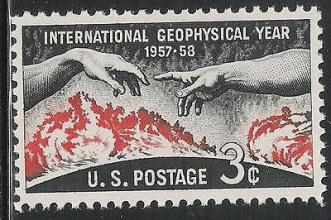 INTERNATIONAL GEOPHYSICAL YEAR
1957-58
U.S. POSTAGE 3¢